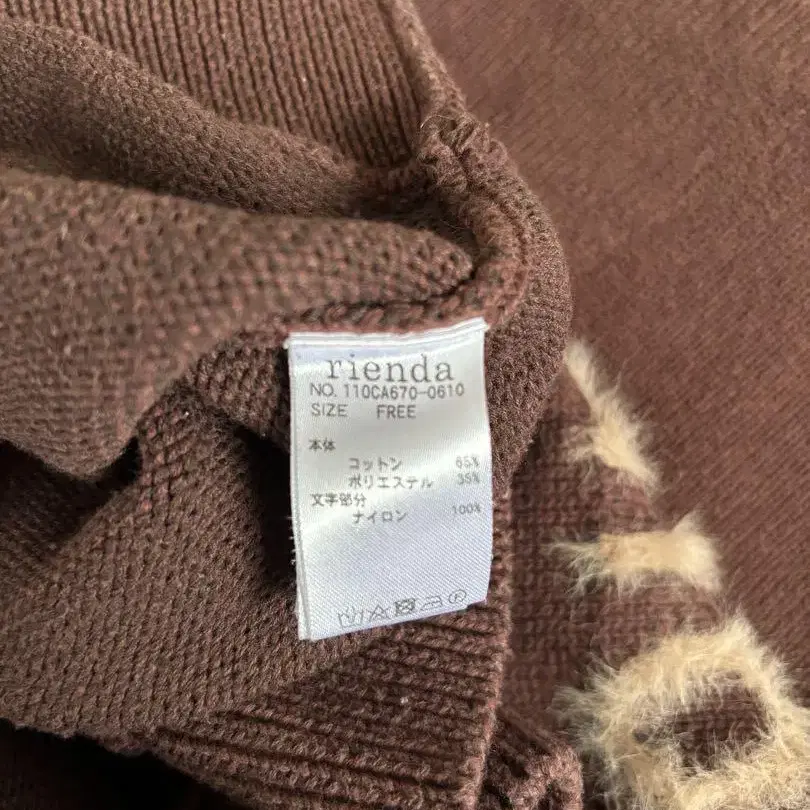 rienda
NO. 110CA670-0610
SIZE FREE
本体
コットン 65%
ポリエステル 35%
文字部分
ナイロン 100%